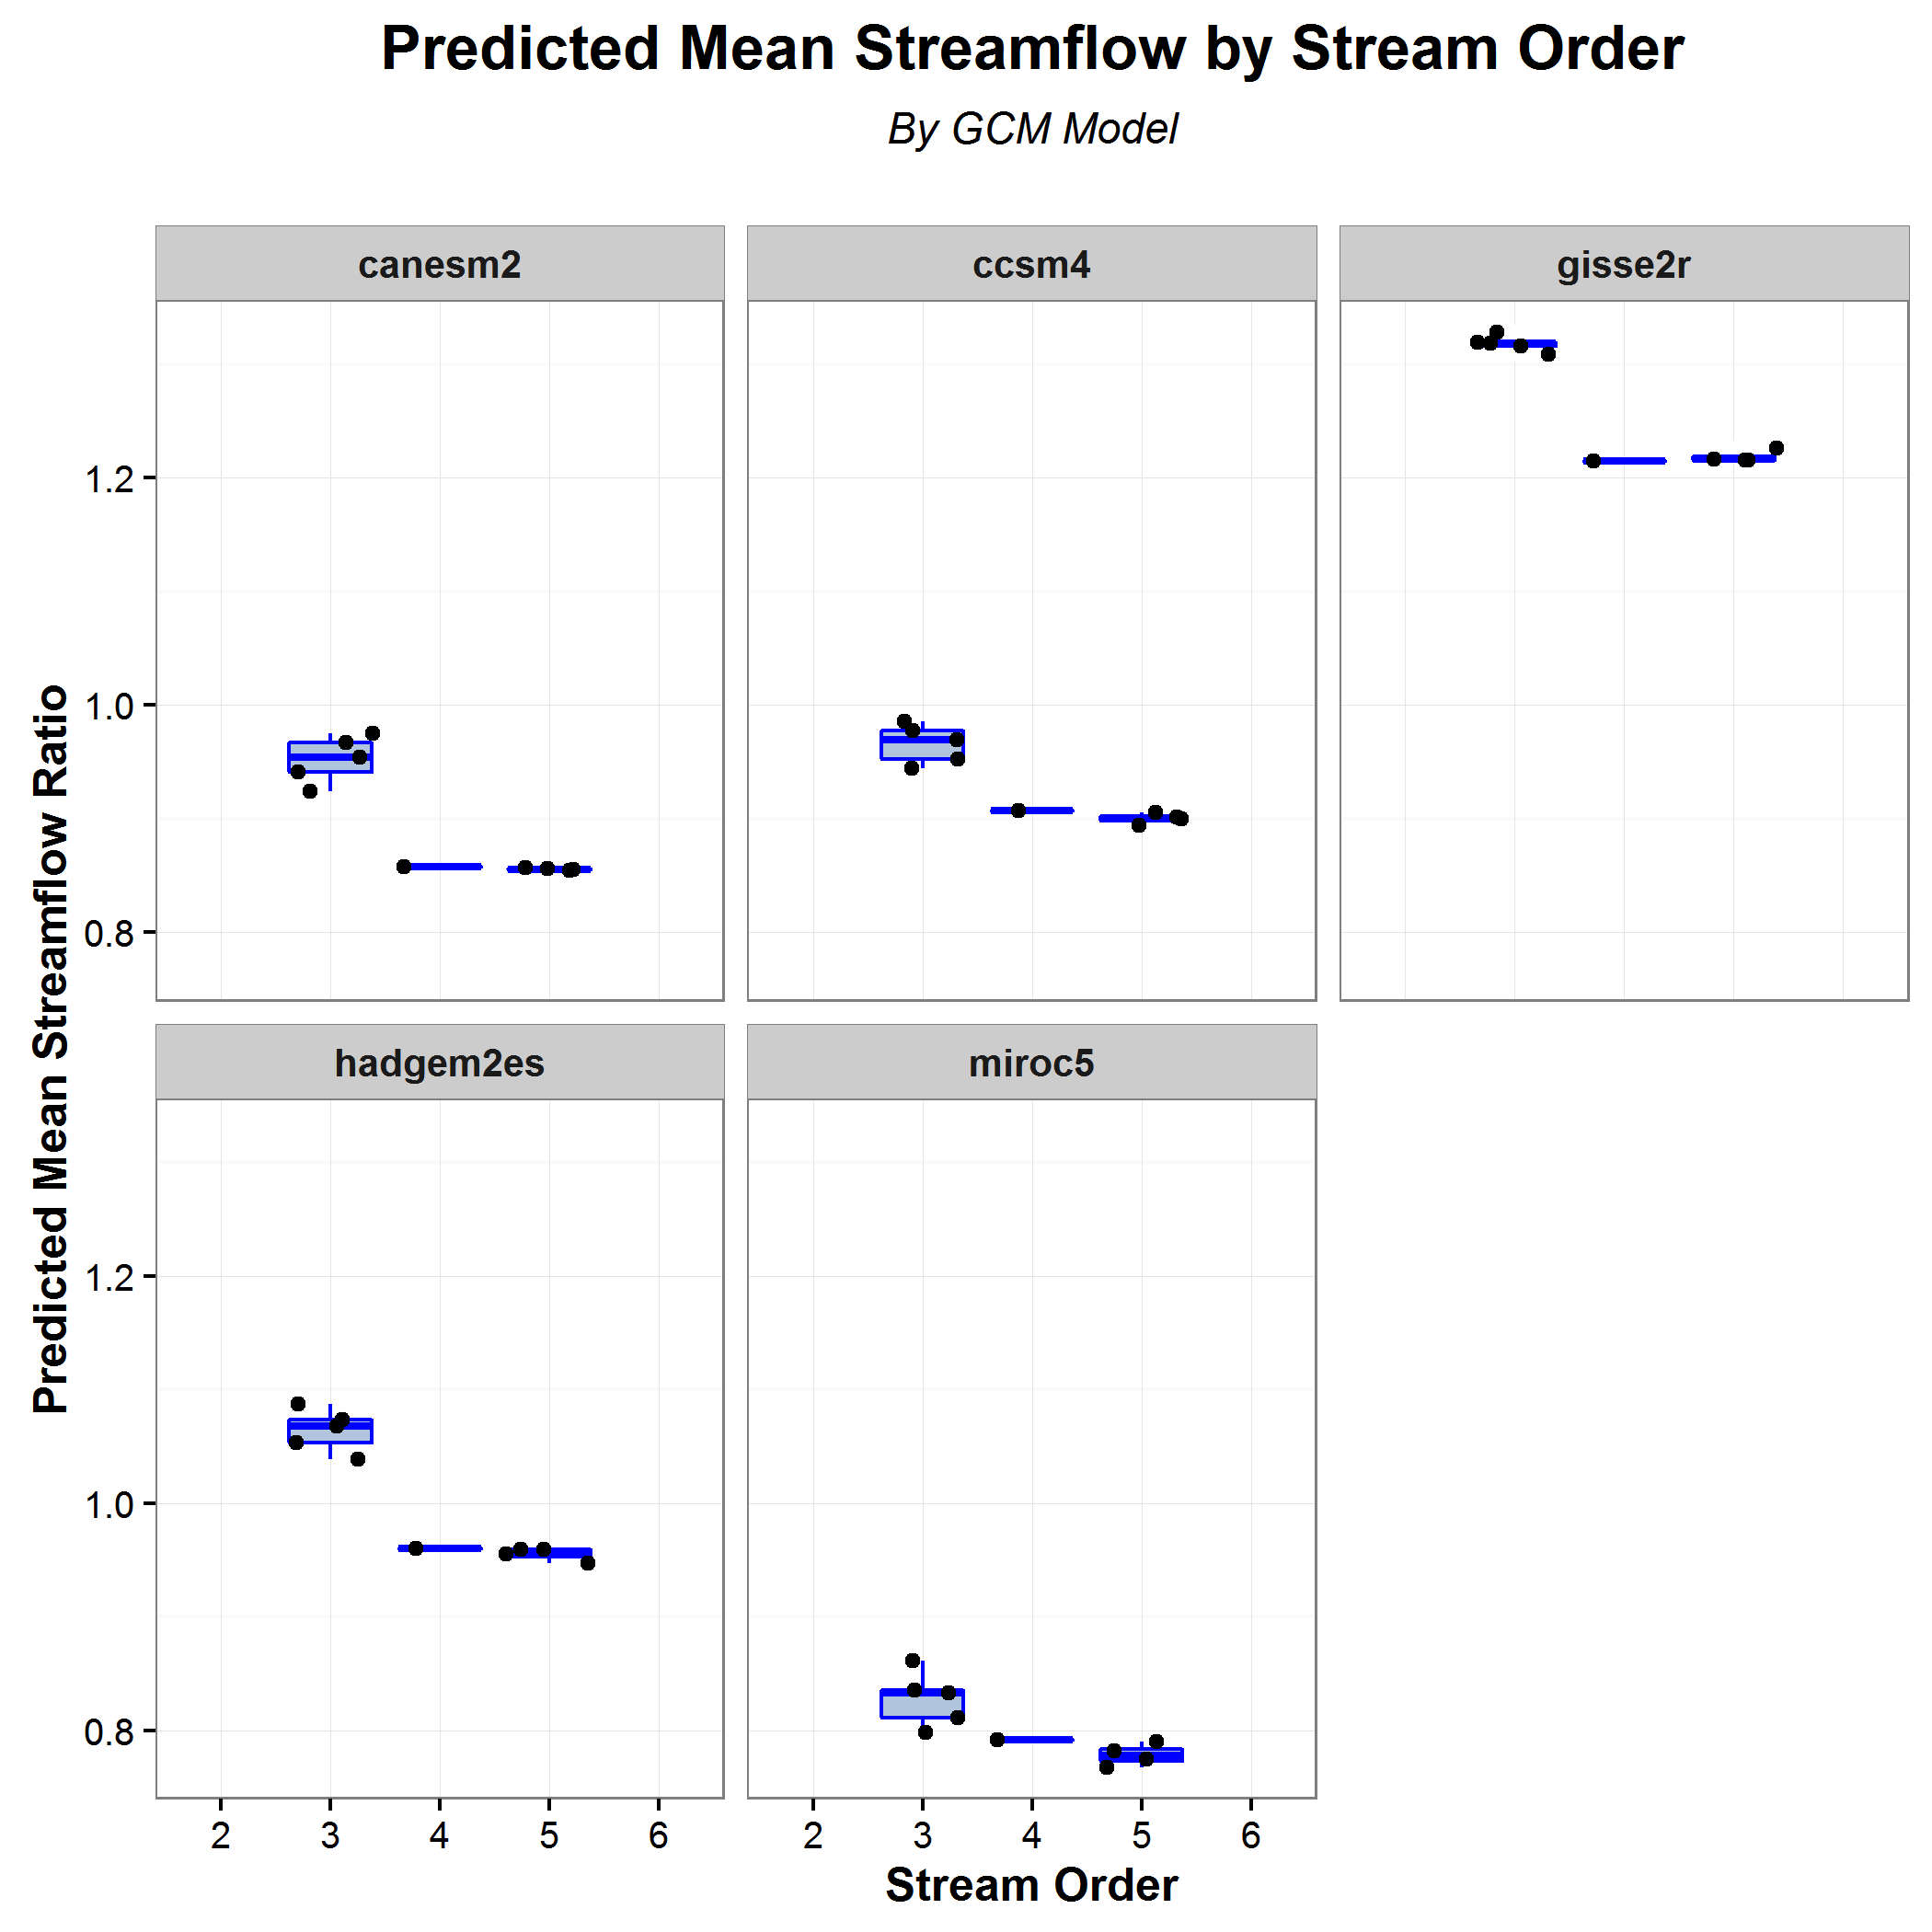 Predicted Mean Streamflow by Stream Order
By GCM Model
canesm2
ccsm4
gisse2r
1.2
1.0
0.8
Predicted Mean Streamflow Ratio
hadgem2es
miroc5
1.2
1.0
0.8
2 3 4 5 6
2 3 4 5 6
Stream Order